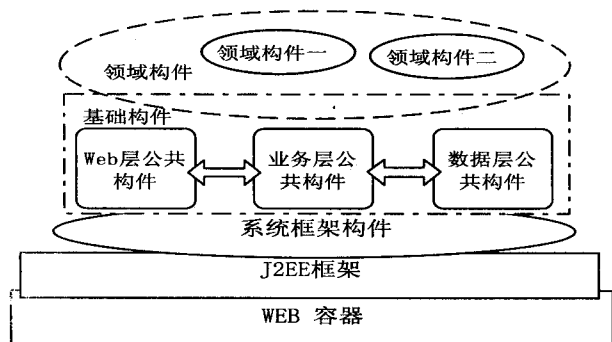 领域构件一
领域构件二
领域构件
基础构件
Web层公共
构件
业务层公
共构件
数据层公
共构件
系统框架构件
J2EE框架
WEB 容器